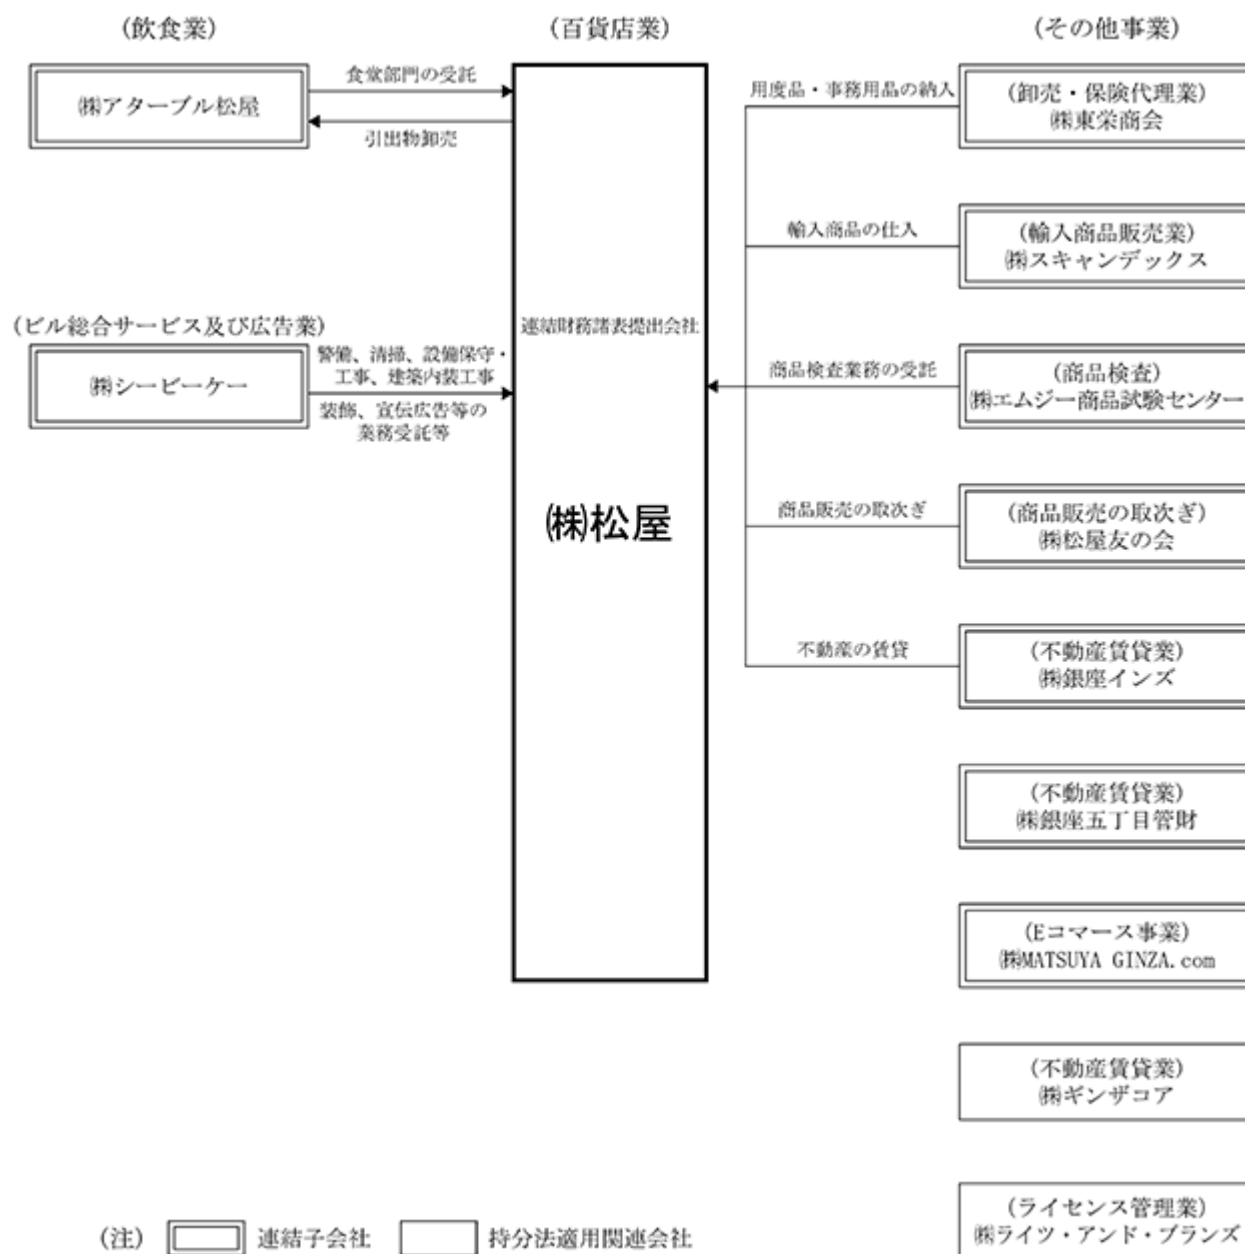 (飲食業)
㈱アターブル松屋
食堂部門の受託
引出物卸売
(ビル総合サービス及び広告業)
㈱シービーケー
警備、清掃、設備保守・
工事、建築内装工事
装飾、宣伝広告等の
業務受託等
(百貨店業)
連結財務諸表提出会社
㈱松屋
(その他事業)
用度品・事務用品の納入
(卸売・保険代理業)
㈱東栄商会
輸入商品の仕入
(輸入商品販売業)
㈱スキャンデックス
商品検査業務の受託
(商品検査)
㈱エムジー商品試験センター
商品販売の取次ぎ
(商品販売の取次ぎ)
㈱松屋友の会
不動産の賃貸
(不動産賃貸業)
㈱銀座インズ
(不動産賃貸業)
㈱銀座五丁目管財
(Eコマース事業)
㈱MATSUYA GINZA.com
(不動産賃貸業)
㈱ギンザコア
(ライセンス管理業)
㈱ライツ・アンド・ブランズ
(注) 連結子会社 持分法適用関連会社